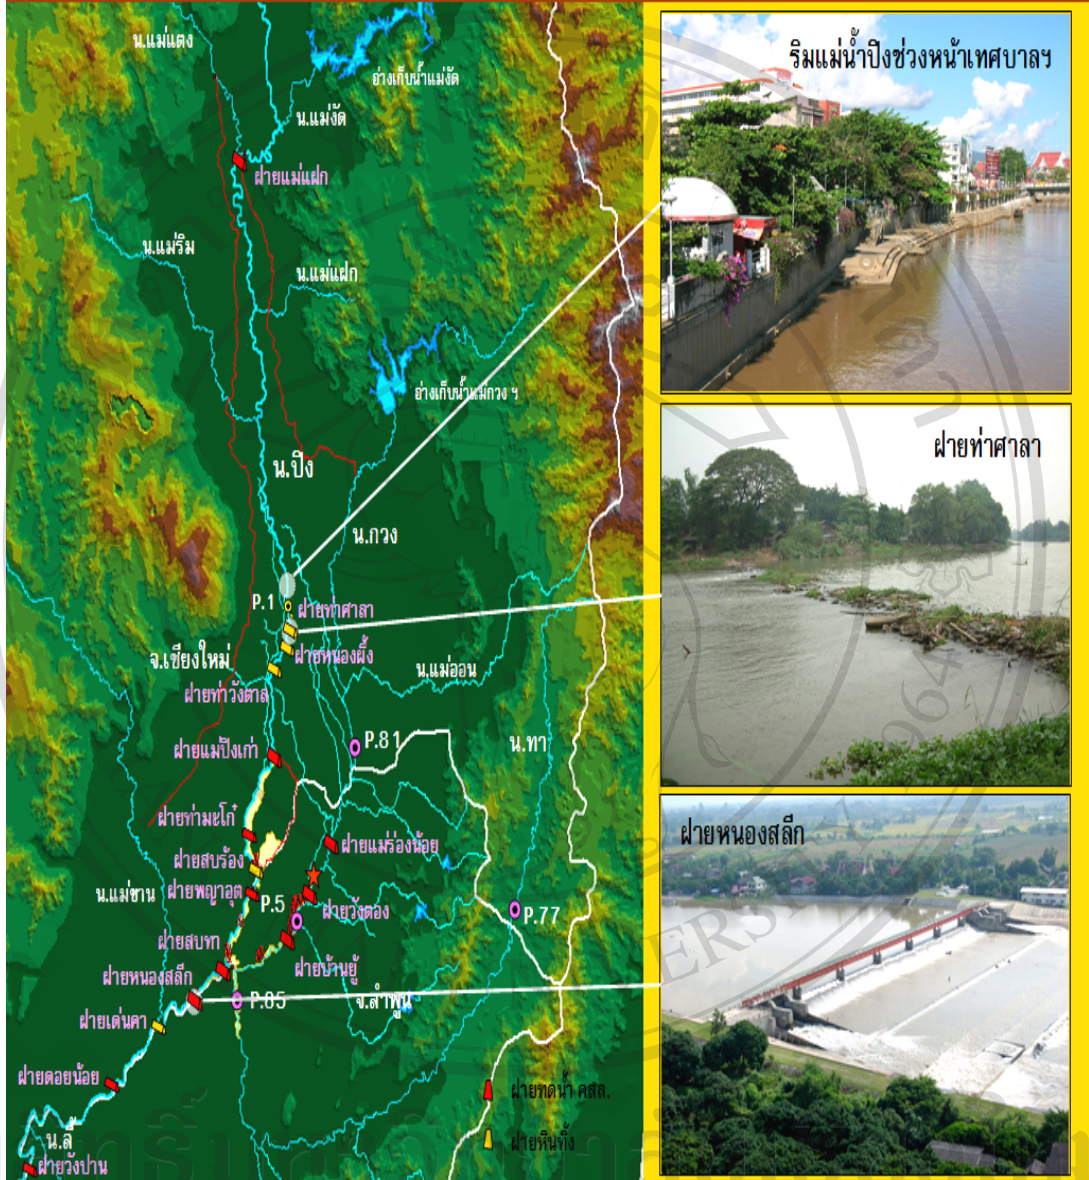 น.แม่แตง
อ่างเก็บน้ำแม่งัด
น.แม่งัด
ฝายแม่แฝก
น.แม่ริม
น.แม่แฝก
อ่างเก็บน้ำแม่กวง ฯ
น.ปิง
น.กวง
P.1
ฝายท่าศาลา
ฝายหนองผึ้ง
จ.เชียงใหม่
น.แม่ออน
ฝายท่าวังตาล
ฝายแม่ปิงเก่า
P.81
น.ทา
ฝายท่ามะโก๋
ฝายแม่ร่องน้อย
ฝายสบร้อง
น.แม่ขาน
ฝายพญาอุต
P.5
ฝายวังตอง
P.77
ฝายสบทา
ฝายบ้านยู้
ฝายหนองสลีก
P.85
จ.ลำพูน
ฝายเด่นคา
ฝายดอยน้อย
น.ลี้
ฝายวังปาน
ฝายทดน้ำ คสล.
ฝายหินทิ้ง
ริมแม่น้ำปิงช่วงหน้าเทศบาลฯ
ฝายท่าศาลา
ฝายหนองสลีก